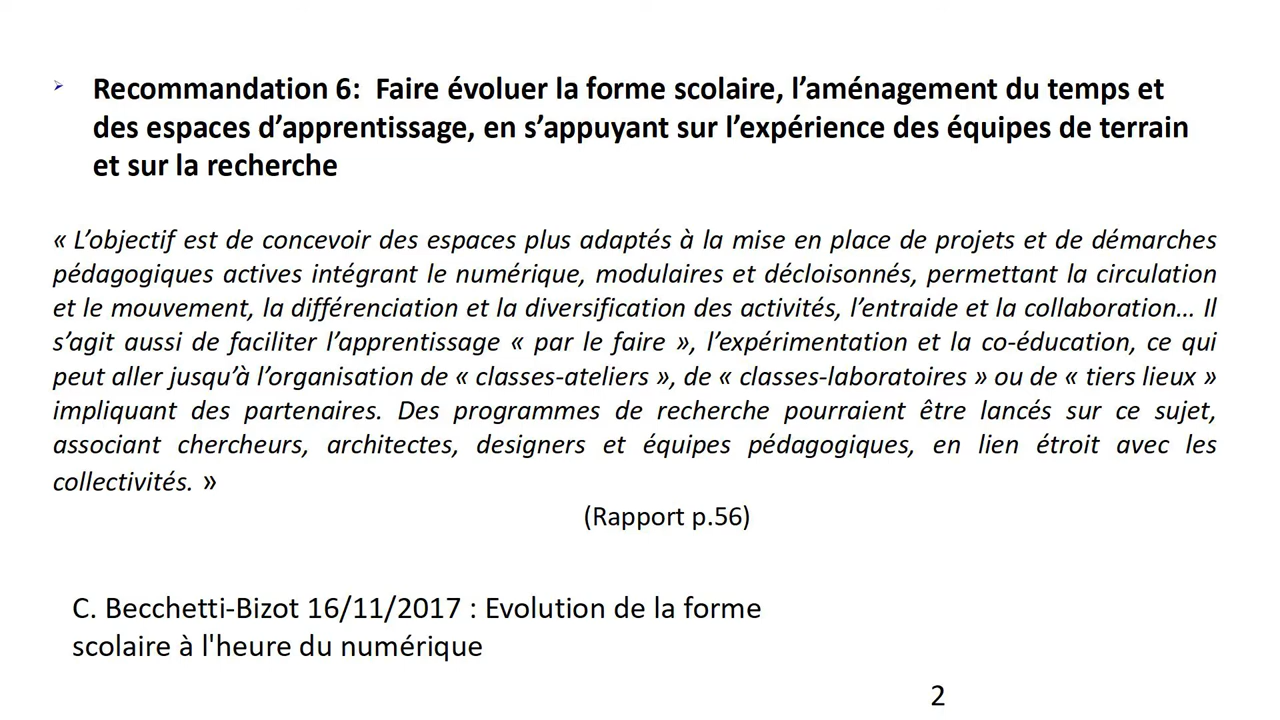 Recommandation 6: Faire évoluer la forme scolaire, l’aménagement du temps et
des espaces d’apprentissage, en s’appuyant sur l’expérience des équipes de terrain
et sur la recherche
« L’objectif est de concevoir des espaces plus adaptés à la mise en place de projets et de démarches
pédagogiques actives intégrant le numérique, modulaires et décloisonnés, permettant la circulation
et le mouvement, la différenciation et la diversification des activités, l’entraide et la collaboration… Il
s’agit aussi de faciliter l’apprentissage « par le faire », l’expérimentation et la co-éducation, ce qui
peut aller jusqu’à l’organisation de « classes-ateliers », de « classes-laboratoires » ou de « tiers lieux »
impliquant des partenaires. Des programmes de recherche pourraient être lancés sur ce sujet,
associant chercheurs, architectes, designers et équipes pédagogiques, en lien étroit avec les
collectivités. »
(Rapport p.56)
C. Becchetti-Bizot 16/11/2017 : Evolution de la forme
scolaire à l'heure du numérique
2